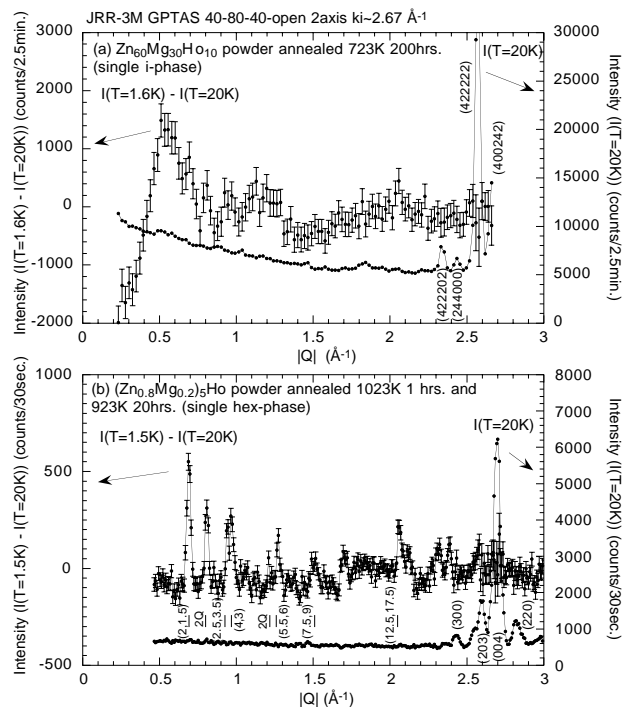 JRR-3M GPTAS 40-80-40-open 2axis ki~2.67 Å-1
(a) Zn60Mg30Ho10 powder annealed 723K 200hrs.
(single i-phase)
I(T=1.6K) - I(T=20K)
I(T=20K)
(422222)
(400242)
(422202)
(244000)
Intensity (I(T=1.6K) - I(T=20K)) (counts/2.5min.)
3000
2000
1000
0
-1000
-2000
Intensity (I(T=20K)) (counts/2.5min.)
30000
25000
20000
15000
10000
5000
0
0 0.5 1 1.5 2 2.5 3
|Q| (Å-1)
(b) (Zn0.8Mg0.2)5Ho powder annealed 1023K 1 hrs. and
923K 20hrs. (single hex-phase)
I(T=1.5K) - I(T=20K)
I(T=20K)
Intensity (I(T=1.5K) - I(T=20K)) (counts/30sec.)
1000
500
0
-500
Intensity (I(T=20K)) (counts/30sec.)
8000
7000
6000
5000
4000
3000
2000
1000
0
(2,1.5)
2Q
2.5,3.5)
(4.3)
2Q
(5.5,6)
(7.5,9)
(12.5,17.5)
(300)
(203)
(004)
(220)
0 0.5 1 1.5 2 2.5 3
|Q| (Å-1)